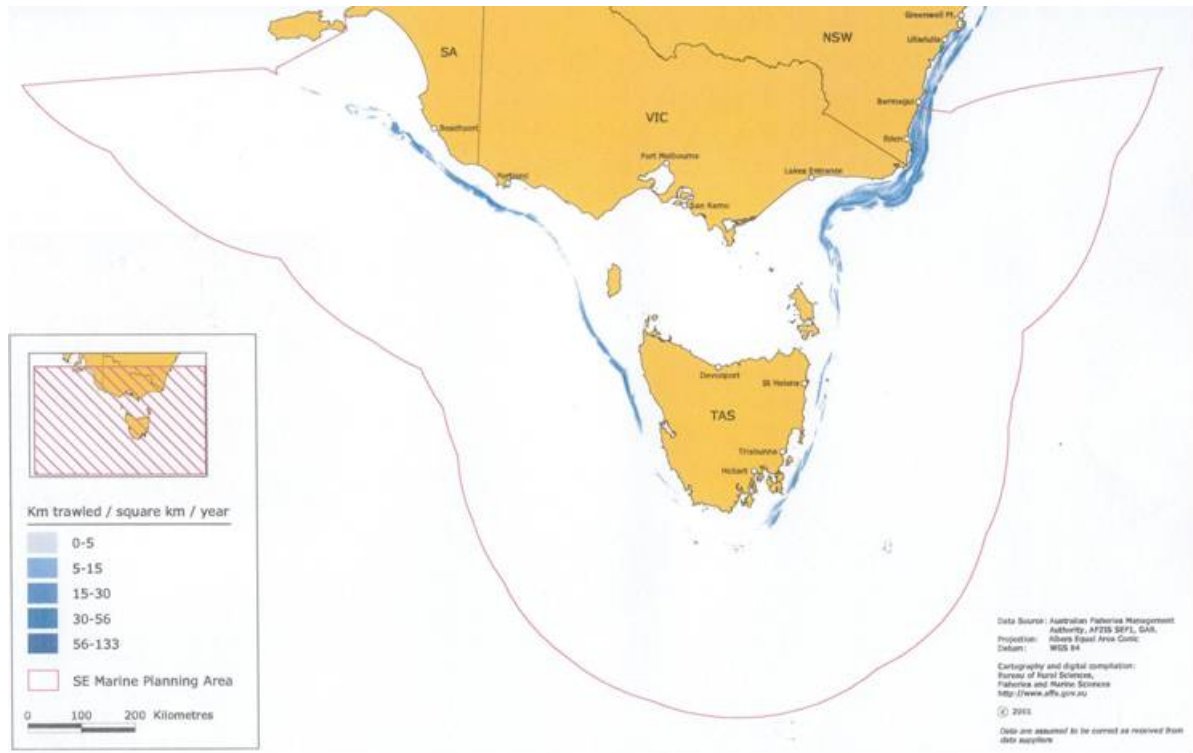 Greenwell Pt.
Ulladulla
NSW
SA
Bermagui
Beachport
VIC
Eden
Port Melbourne
Lakes Entrance
Portland
San Remo
Devonport
St Helens
TAS
Triabunna
Hobart
Km trawled / square km / year
0-5
5-15
15-30
30-56
56-133
SE Marine Planning Area
0 100 200 Kilometres
Data Source: Australian Fisheries Management
Authority, AFZIS SEF1, GAB.
Projection: Albers Equal Area Conic
Datum: WGS 84
Cartography and digital compilation:
Bureau of Rural Sciences,
Fisheries and Marine Sciences
http://www.affa.gov.au
© 2001
Data are assumed to be correct as received from
data suppliers